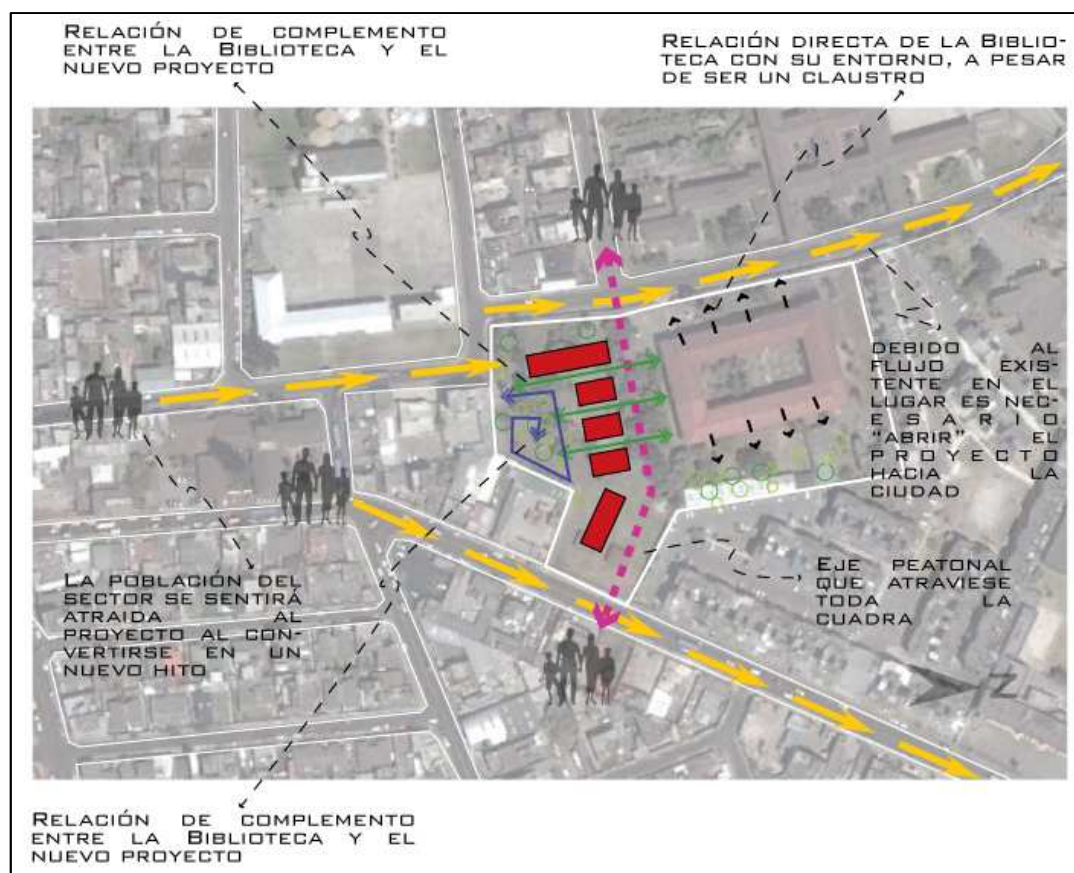 RELACIÓN DE COMPLEMENTO
ENTRE LA BIBLIOTECA Y EL
NUEVO PROYECTO
RELACIÓN DIRECTA DE LA BIBLIO-
TECA CON SU ENTORNO, A PESAR
DE SER UN CLAUSTRO
DEBIDO AL
FLUJO EXIS-
TENTE EN EL
LUGAR ES NEC-
ESARIO
"ABRIR" EL
PROYECTO
HACIA LA
CIUDAD
EJE PEATONAL
QUE ATRAVIESE
TODA LA
CUADRA
LA POBLACIÓN DEL
SECTOR SE SENTIRÁ
ATRAIDA AL
PROYECTO AL CON-
VERTIRSE EN UN
NUEVO HITO
Z
RELACIÓN DE COMPLEMENTO
ENTRE LA BIBLIOTECA Y EL
NUEVO PROYECTO